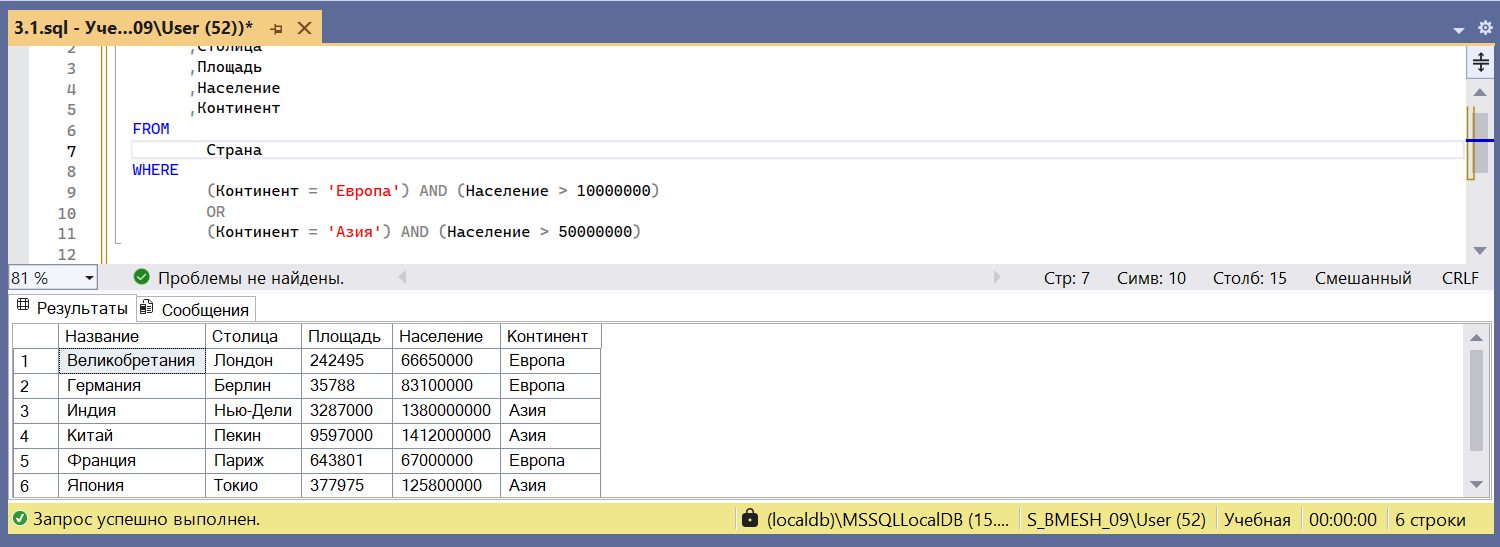 3.1.sql - Уче...09\User (52))*
2 ,Столица
3 ,Площадь
4 ,Население
5 ,Континент
6 FROM
7 Страна
8 WHERE
9 (Континент = 'Европа') AND (Население > 10000000)
10 OR
11 (Континент = 'Азия') AND (Население > 50000000)
12
81 % Проблемы не найдены. Стр: 7 Симв: 10 Столб: 15 Смешанный CRLF
Результаты Сообщения
Название Столица Площадь Население Континент
1 Великобретания Лондон 242495 66650000 Европа
2 Германия Берлин 35788 83100000 Европа
3 Индия Нью-Дели 3287000 1380000000 Азия
4 Китай Пекин 9597000 1412000000 Азия
5 Франция Париж 643801 67000000 Европа
6 Япония Токио 377975 125800000 Азия
Запрос успешно выполнен. (localdb)\MSSQLLocalDB (15.... S_BMESH_09\User (52) Учебная 00:00:00 6 строки